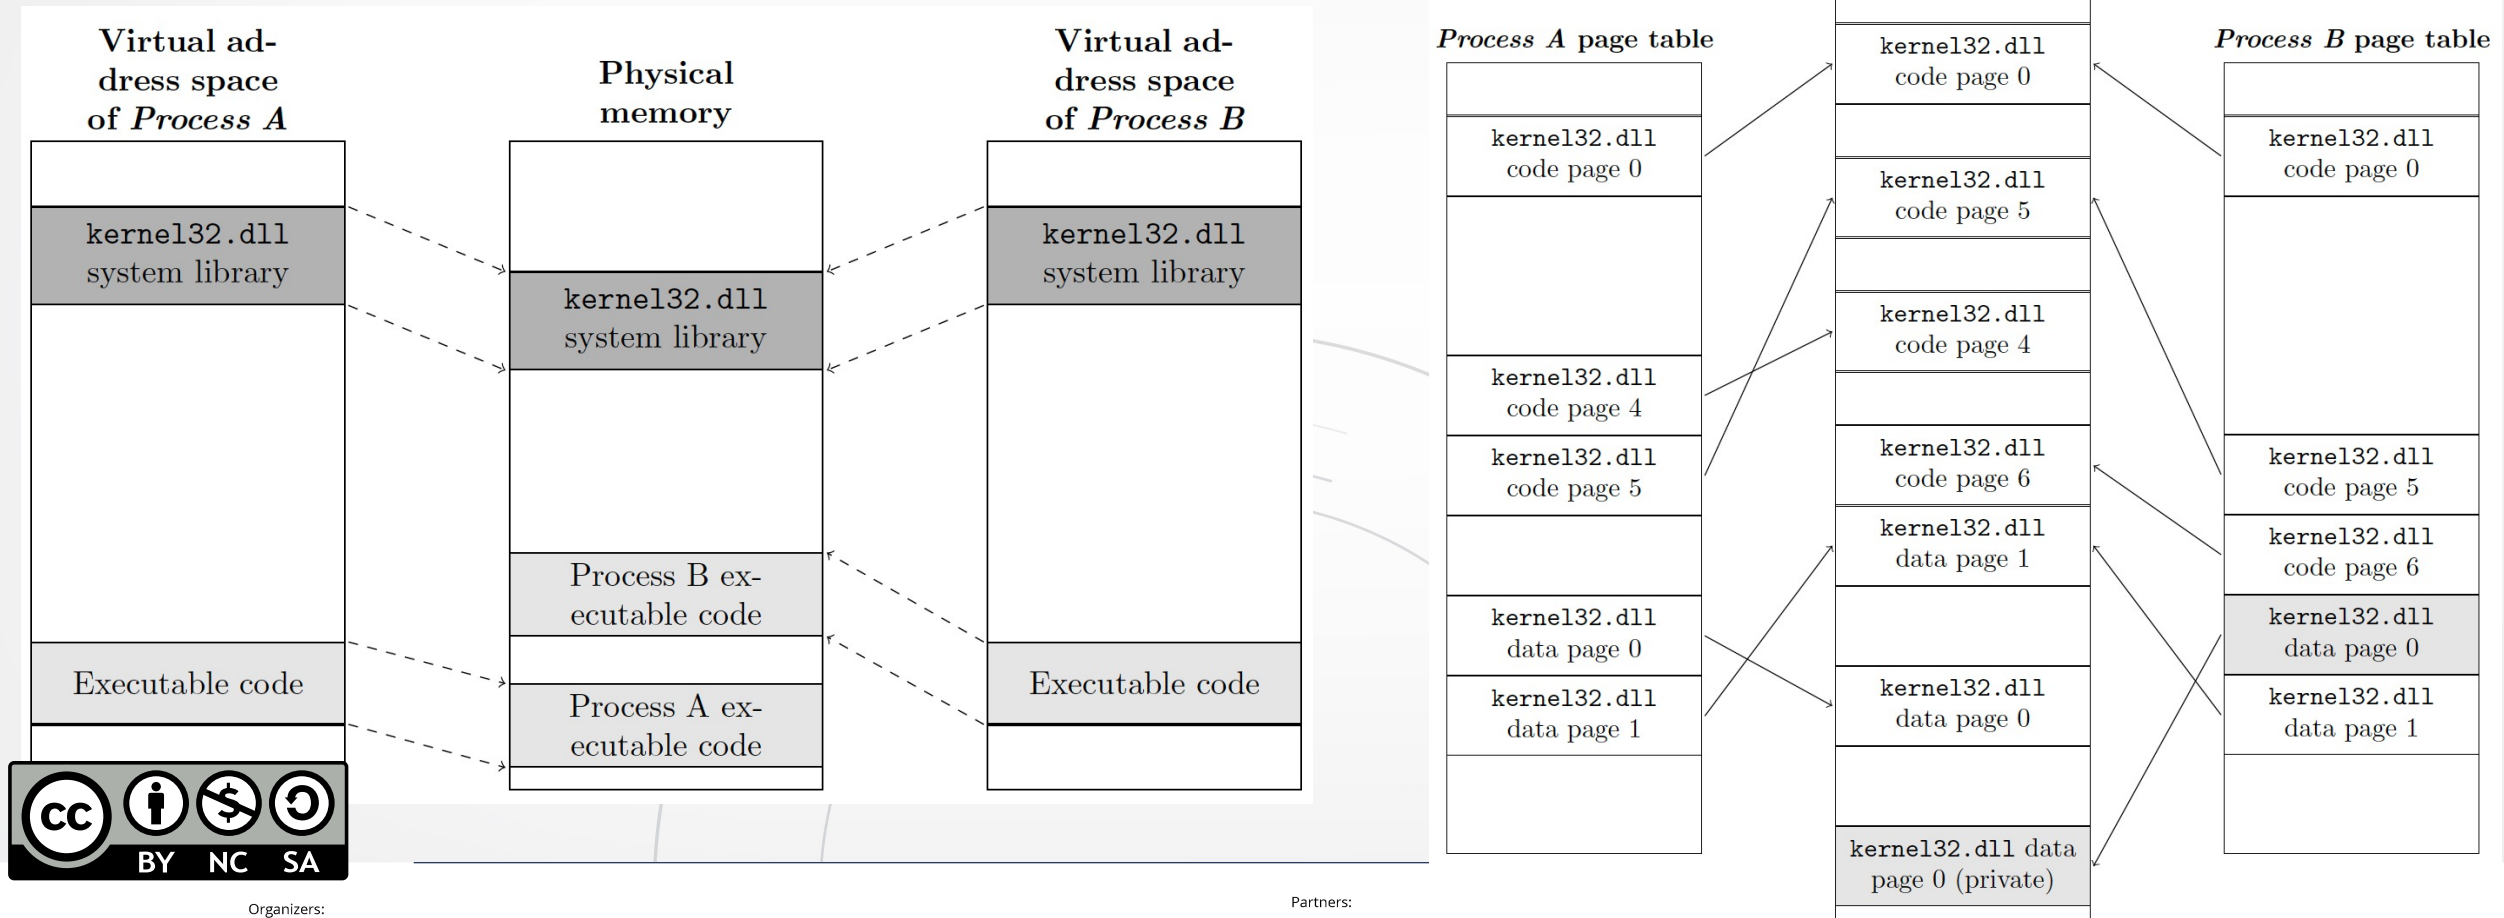 Virtual ad-
dress space
of Process A
kernel32.dll
system library
Executable code
Physical
memory
kernel32.dll
system library
Process B ex-
ecutable code
Process A ex-
ecutable code
Virtual ad-
dress space
of Process B
kernel32.dll
system library
Executable code
Process A page table
kernel32.dll
code page 0
kernel32.dll
code page 4
kernel32.dll
code page 5
kernel32.dll
data page 0
kernel32.dll
data page 1
kernel32.dll
code page 0
kernel32.dll
code page 5
kernel32.dll
code page 4
kernel32.dll
code page 6
kernel32.dll
data page 1
kernel32.dll
data page 0
kernel32.dll data
page 0 (private)
Process B page table
kernel32.dll
code page 0
kernel32.dll
code page 5
kernel32.dll
code page 6
kernel32.dll
data page 0
kernel32.dll
data page 1
cc
BY NC SA
Organizers:
Partners: